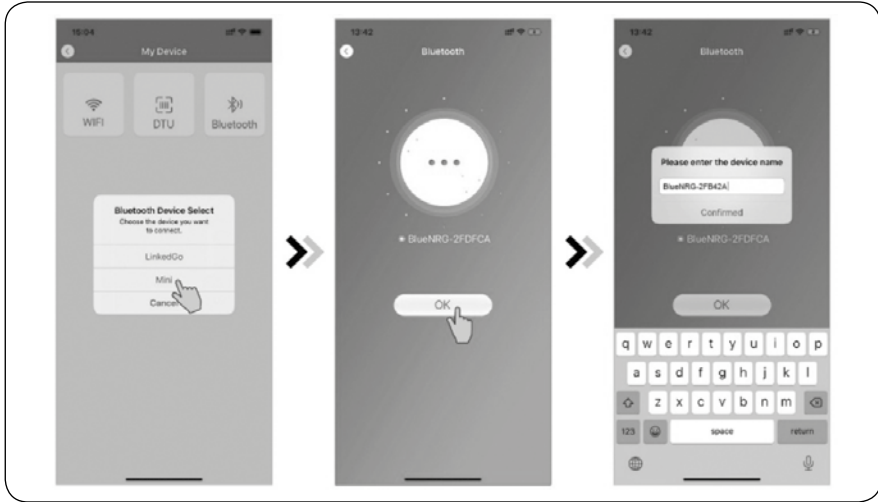 15:04
My Device
WIFI
DTU
Bluetooth
Bluetooth Device Select
Choose the device you want
to connect.
LinkedGo
Mini
Cancel
13:42
Bluetooth
BlueNRG-2FDFCA
OK
13:42
Bluetooth
Please enter the device name
BlueNRG-2FB42A
Confirmed
BlueNRG-2FDFCA
OK
q w e r t y u i o p
a s d f g h j k l
z x c v b n m
123 space return